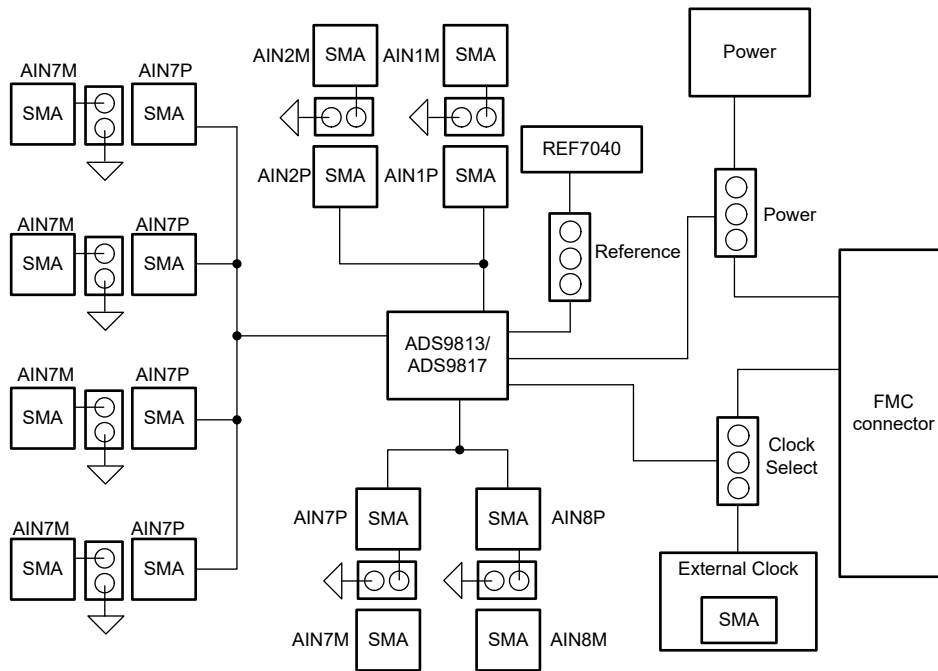 AIN2M
SMA
AIN1M
SMA
Power
AIN7M
AIN7P
SMA
SMA
REF7040
AIN2P
SMA
AIN1P
SMA
Power
AIN7M
AIN7P
SMA
SMA
Reference
ADS9813/
ADS9817
AIN7M
AIN7P
SMA
SMA
FMC
connector
Clock
Select
AIN7P
SMA
SMA
AIN8P
AIN7M
AIN7P
SMA
SMA
External Clock
SMA
AIN7M
SMA
SMA
AIN8M